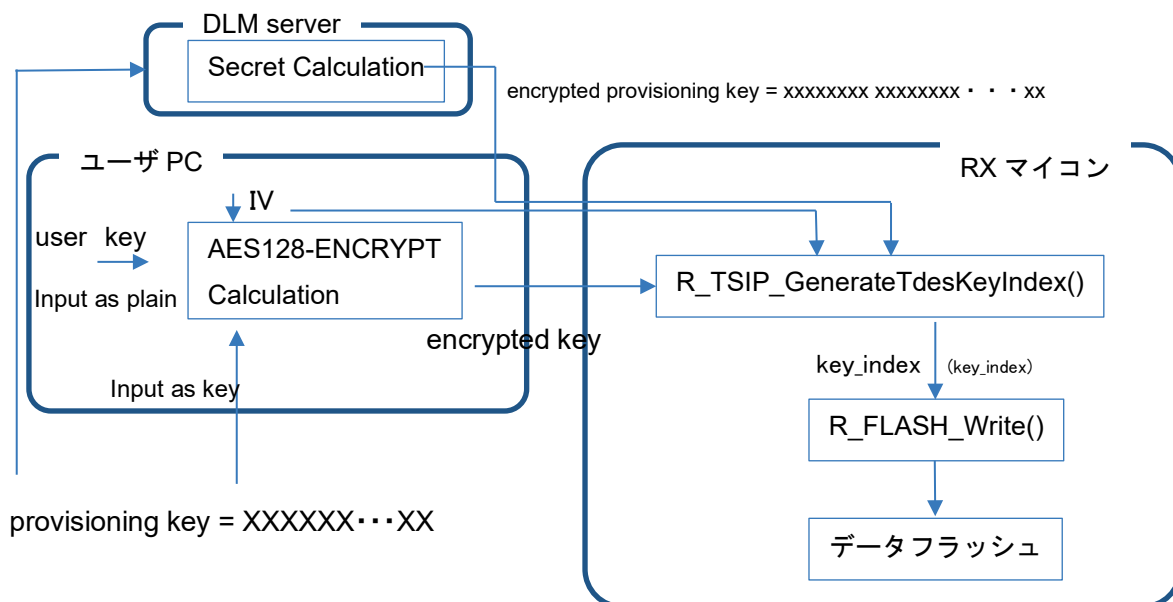 DLM server
Secret Calculation
encrypted provisioning key = xxxxxxxx xxxxxxxx・・・xx
ユーザ PC
RX マイコン
IV
user key
AES128-ENCRYPT
Calculation
Input as plain
R_TSIP_GenerateTdesKeyIndex()
encrypted key
key_index (key_index)
Input as key
R_FLASH_Write()
provisioning key = XXXXXX・・・XX
データフラッシュ